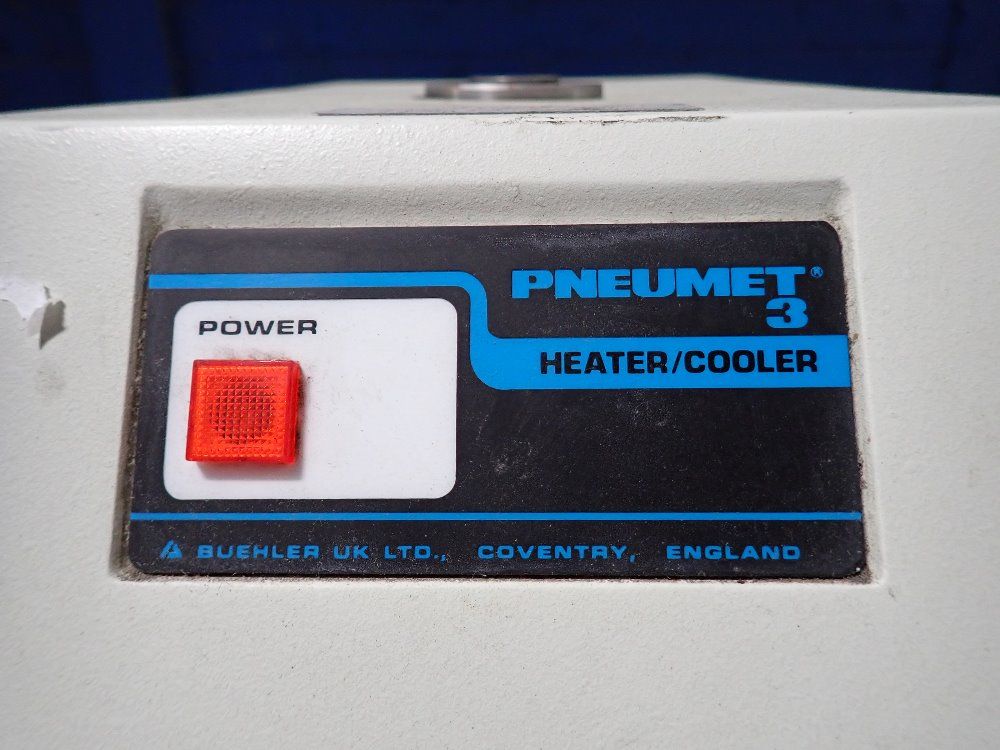 PNEUMET®
3
POWER
HEATER/COOLER
BUEHLER UK LTD., COVENTRY, ENGLAND